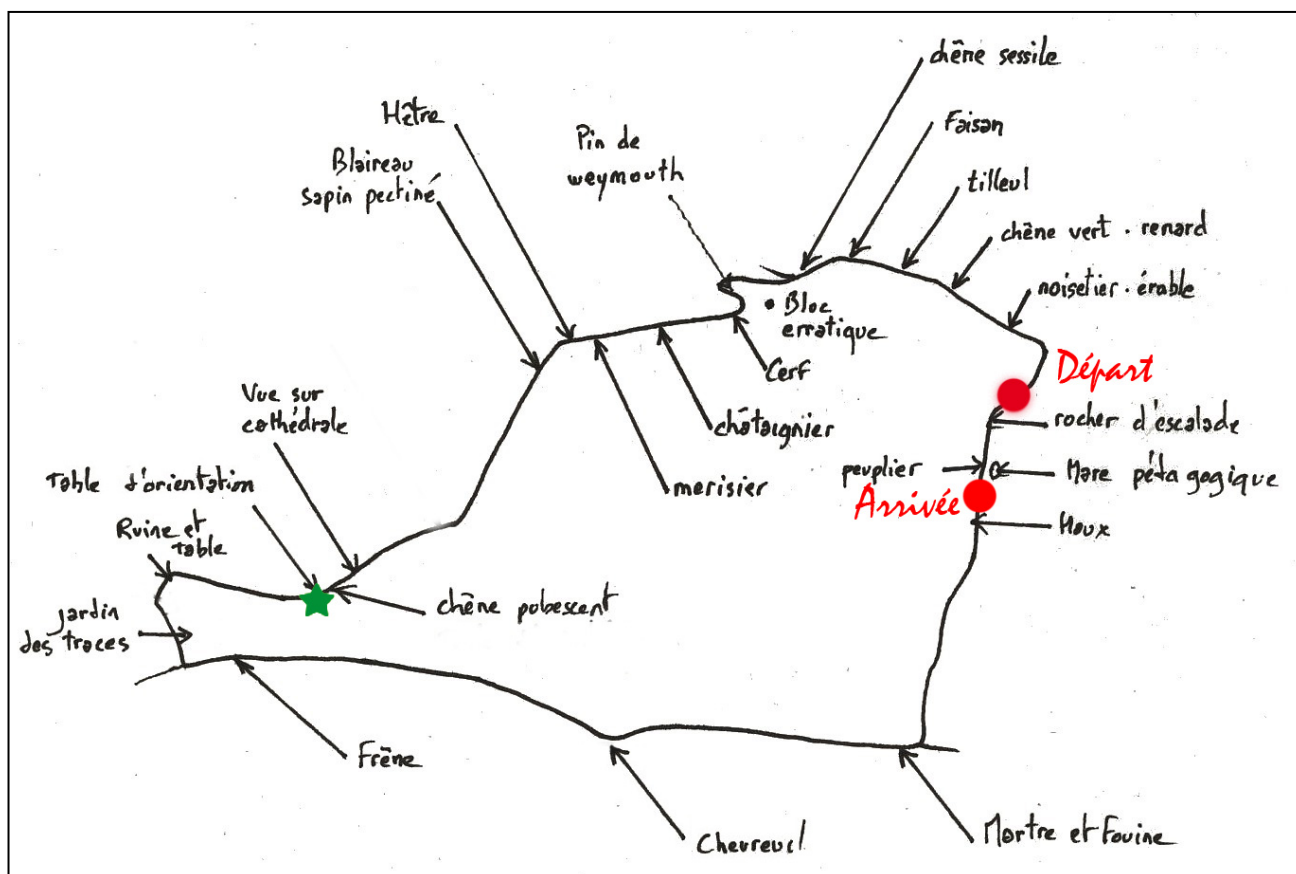 chêne sessile
Hêtre
Faisan
Pin de
weymouth
Blaireau
sapin pectiné
tilleul
chêne vert . renard
noisetier . érable
Bloc
erratique
Départ
Cerf
Vue sur
cathédrale
châtaignier
rocher d'escalade
merisier
peuplier
Mare péta gogique
Table d'orientation
Arrivée
Houx
Ruine et
table
chêne pubescent
jardin
des traces
Frêne
Chevreuil
Martre et Fouine